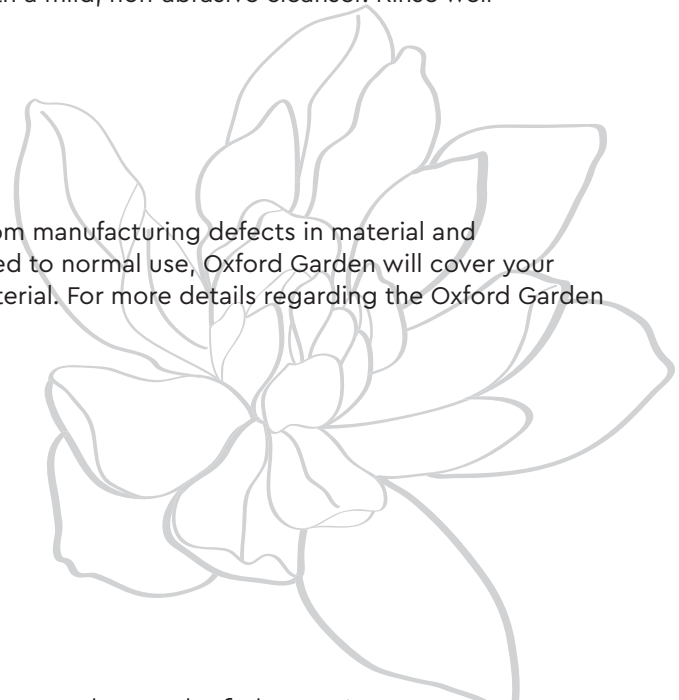 a mild, non-abrasive cleanser. Rinse well
om manufacturing defects in material and
ed to normal use, Oxford Garden will cover your
terial. For more details regarding the Oxford Garden